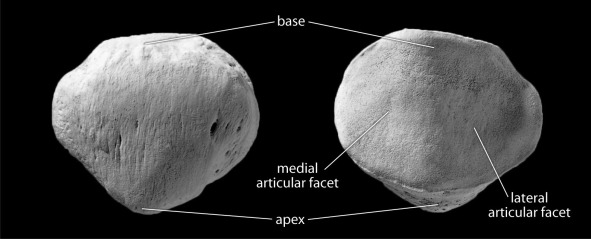 base
medial
articular facet
lateral
articular facet
apex